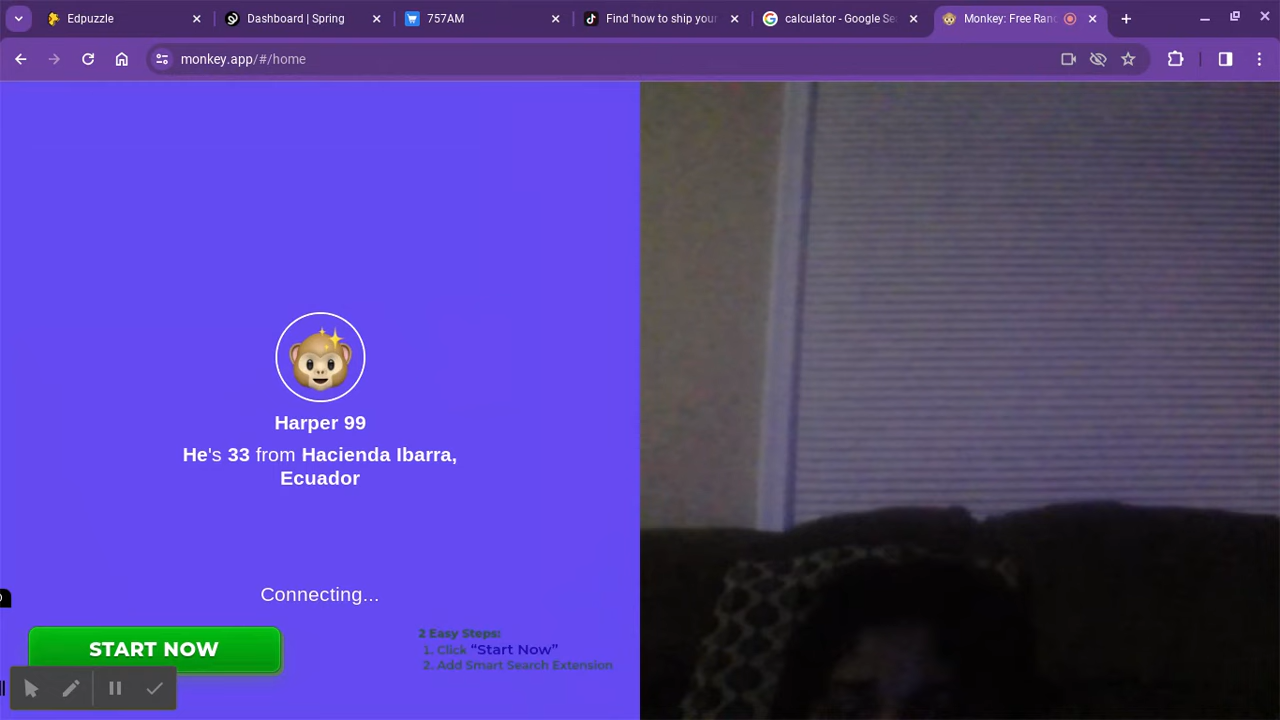 Edpuzzle
Dashboard | Spring
757AM
Find 'how to ship your
calculator - Google Se
Monkey: Free Ran
monkey.app/#/home
Harper 99
He's 33 from Hacienda Ibarra,
Ecuador
Connecting...
START NOW
2 Easy Steps:
1. Click “Start Now”
2. Add Smart Search Extension